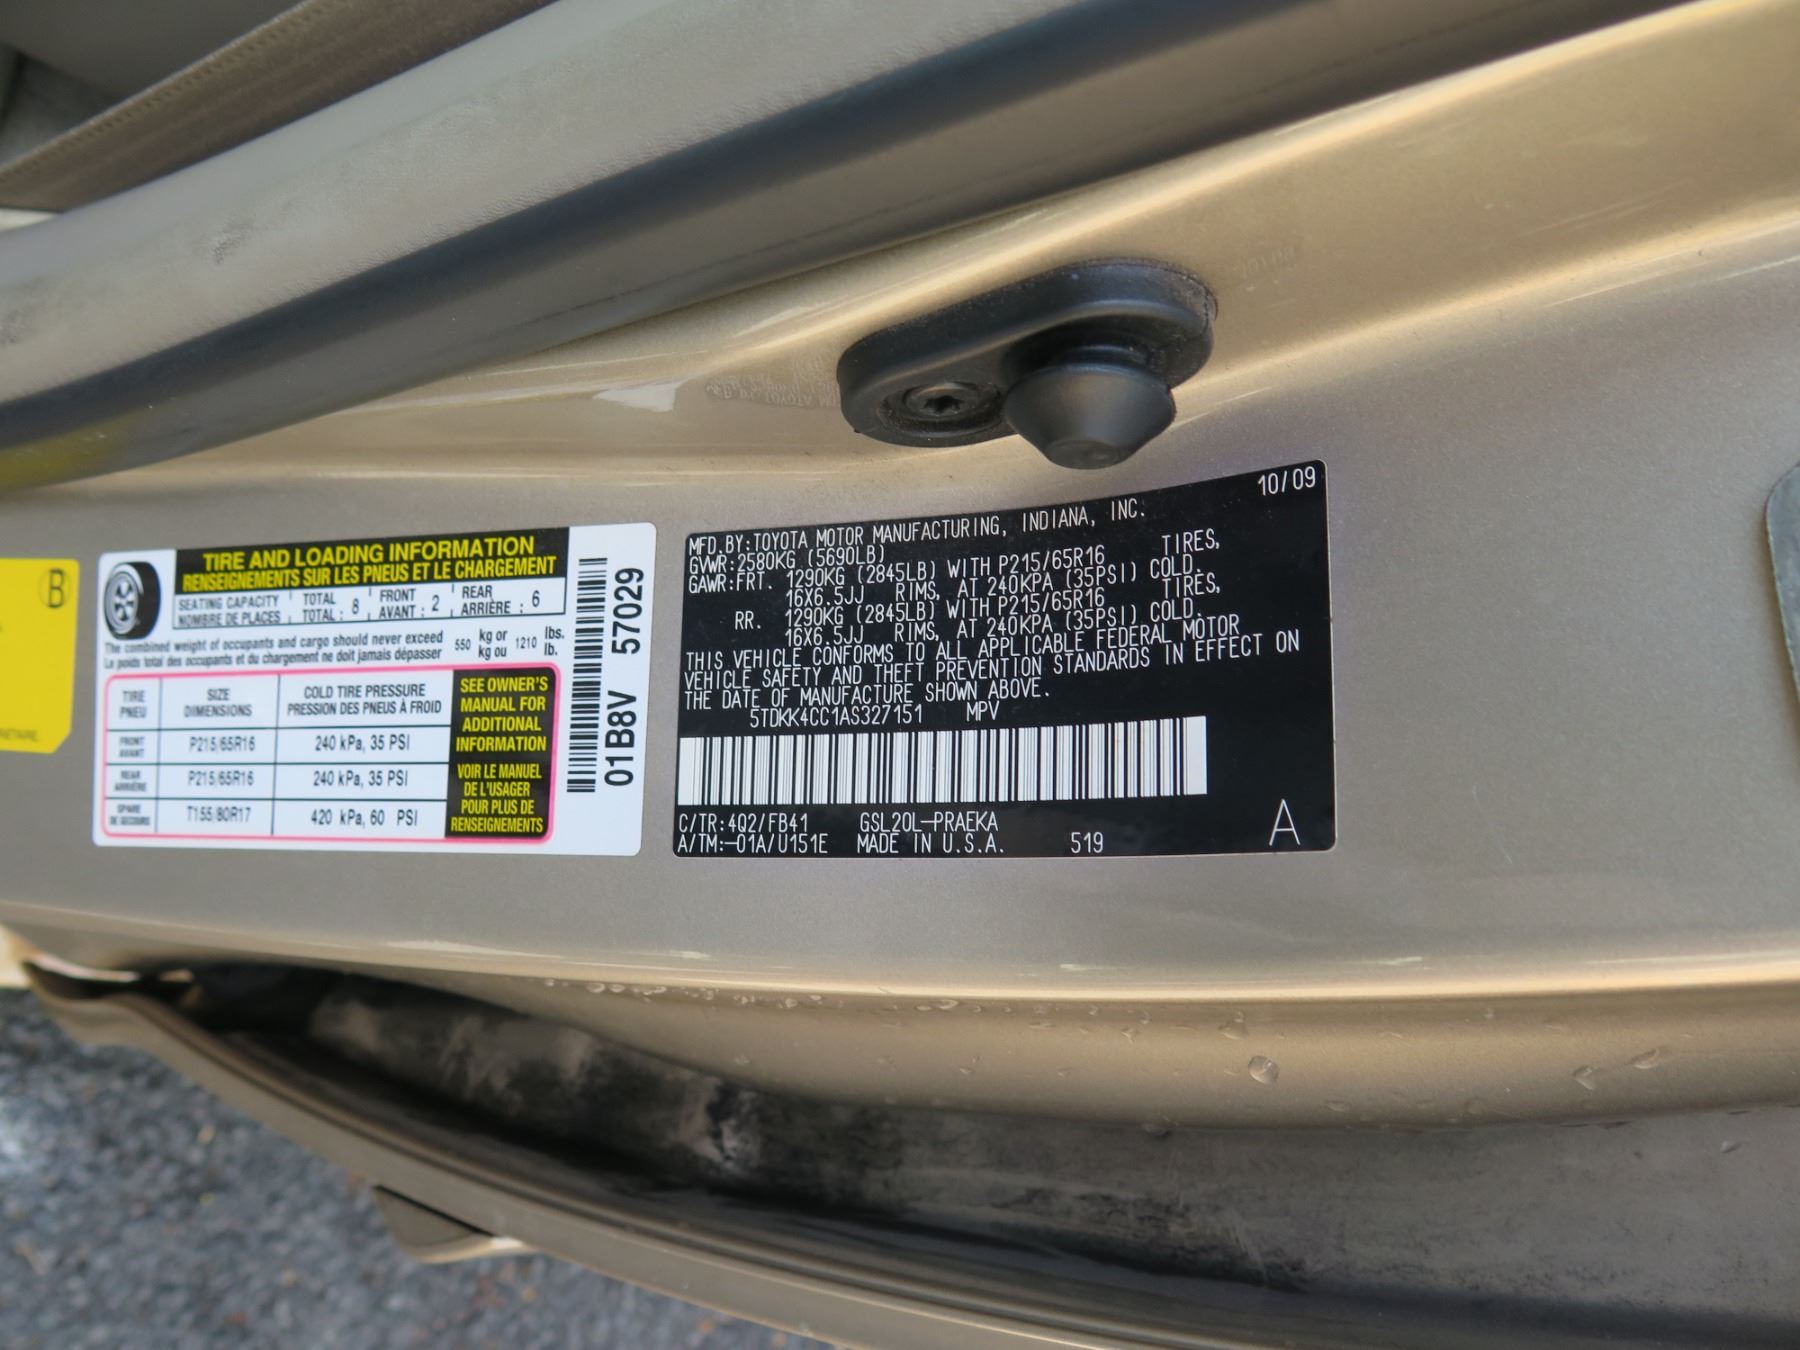 B
TIRE AND LOADING INFORMATION
RENSEIGNEMENTS SUR LES PNEUS ET LE CHARGEMENT
SEATING CAPACITY TOTAL : 8 FRONT : 2 REAR : 6
NOMBRE DE PLACES TOTAL : AVANT : ARRIÈRE :
The combined weight of occupants and cargo should never exceed 550 kg or 1210 lbs.
Le poids total des occupants et du chargement ne doit jamais dépasser kg ou lb.
TIRE SIZE COLD TIRE PRESSURE
PNEU DIMENSIONS PRESSION DES PNEUS À FROID
FRONT AVANT P215/65R16 240 kPa, 35 PSI
REAR ARRIÈRE P215/65R16 240 kPa, 35 PSI
SPARE DE SECOURS T155/80R17 420 kPa, 60 PSI
SEE OWNER'S
MANUAL FOR
ADDITIONAL
INFORMATION
VOIR LE MANUEL
DE L'USAGER
POUR PLUS DE
RENSEIGNEMENTS
01B8V 57029
10/09
MFD.BY:TOYOTA MOTOR MANUFACTURING, INDIANA, INC.
GVWR:2580KG (5690LB)
GAWR:FRT. 1290KG (2845LB) WITH P215/65R16 TIRES,
16X6.5JJ RIMS, AT 240KPA (35PSI) COLD.
RR. 1290KG (2845LB) WITH P215/65R16 TIRES,
16X6.5JJ RIMS, AT 240KPA (35PSI) COLD.
THIS VEHICLE CONFORMS TO ALL APPLICABLE FEDERAL MOTOR
VEHICLE SAFETY AND THEFT PREVENTION STANDARDS IN EFFECT ON
THE DATE OF MANUFACTURE SHOWN ABOVE.
5TDKK4CC1AS327151 MPV
C/TR:4Q2/FB41 GSL20L-PRAEKA
A/TM:-01A/U151E MADE IN U.S.A. 519 A